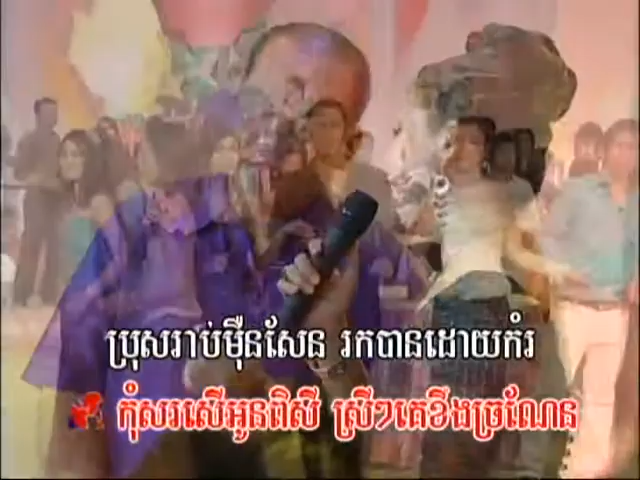 ប្រុសរាប់ម៉ឺនសែន រកបានដោយកំរ
កុំសរសើអូនពិសី ស្រីៗគេខឹងច្រណែន